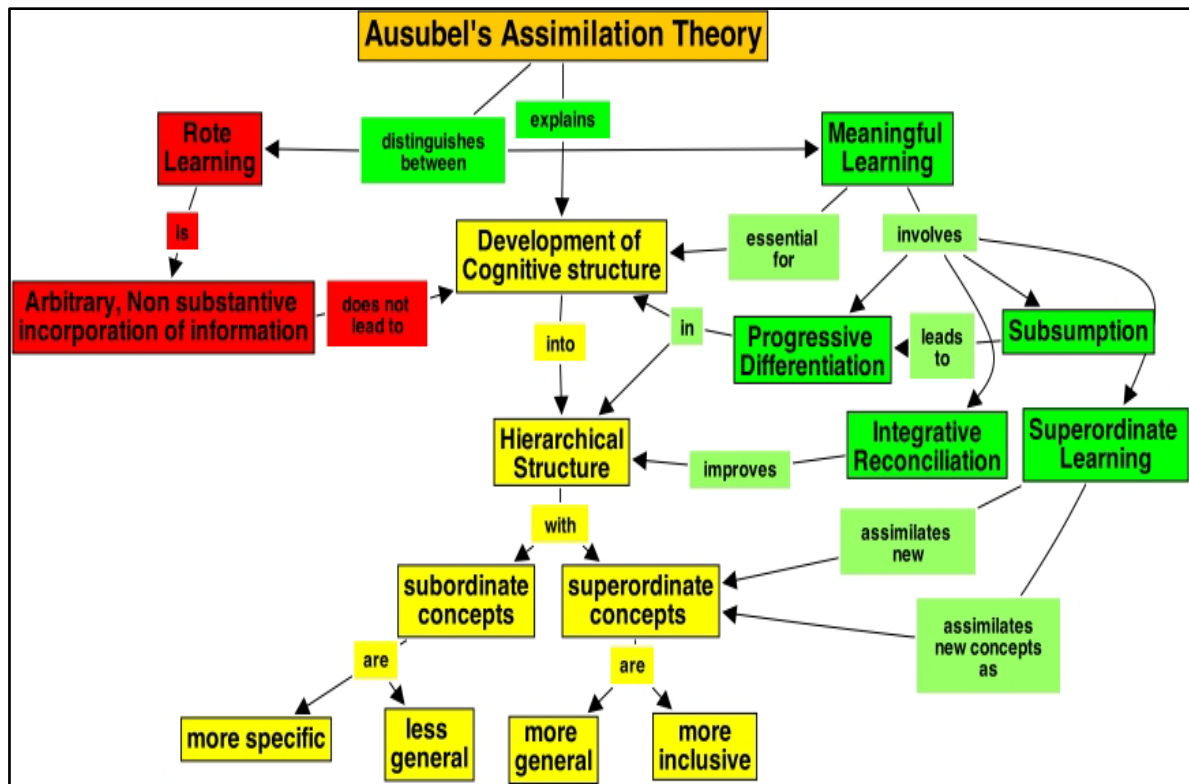 Ausubel's Assimilation Theory
explains
Rote
Learning
distinguishes
between
Meaningful
Learning
is
Development of
Cognitive structure
essential
for
involves
Arbitrary, Non substantive
incorporation of information
does not
lead to
into
in
Progressive
Differentiation
leads
to
Subsumption
Hierarchical
Structure
improves
Integrative
Reconciliation
Superordinate
Learning
with
assimilates
new
subordinate
concepts
superordinate
concepts
assimilates
new concepts
as
are
are
more specific
less
general
more
general
more
inclusive